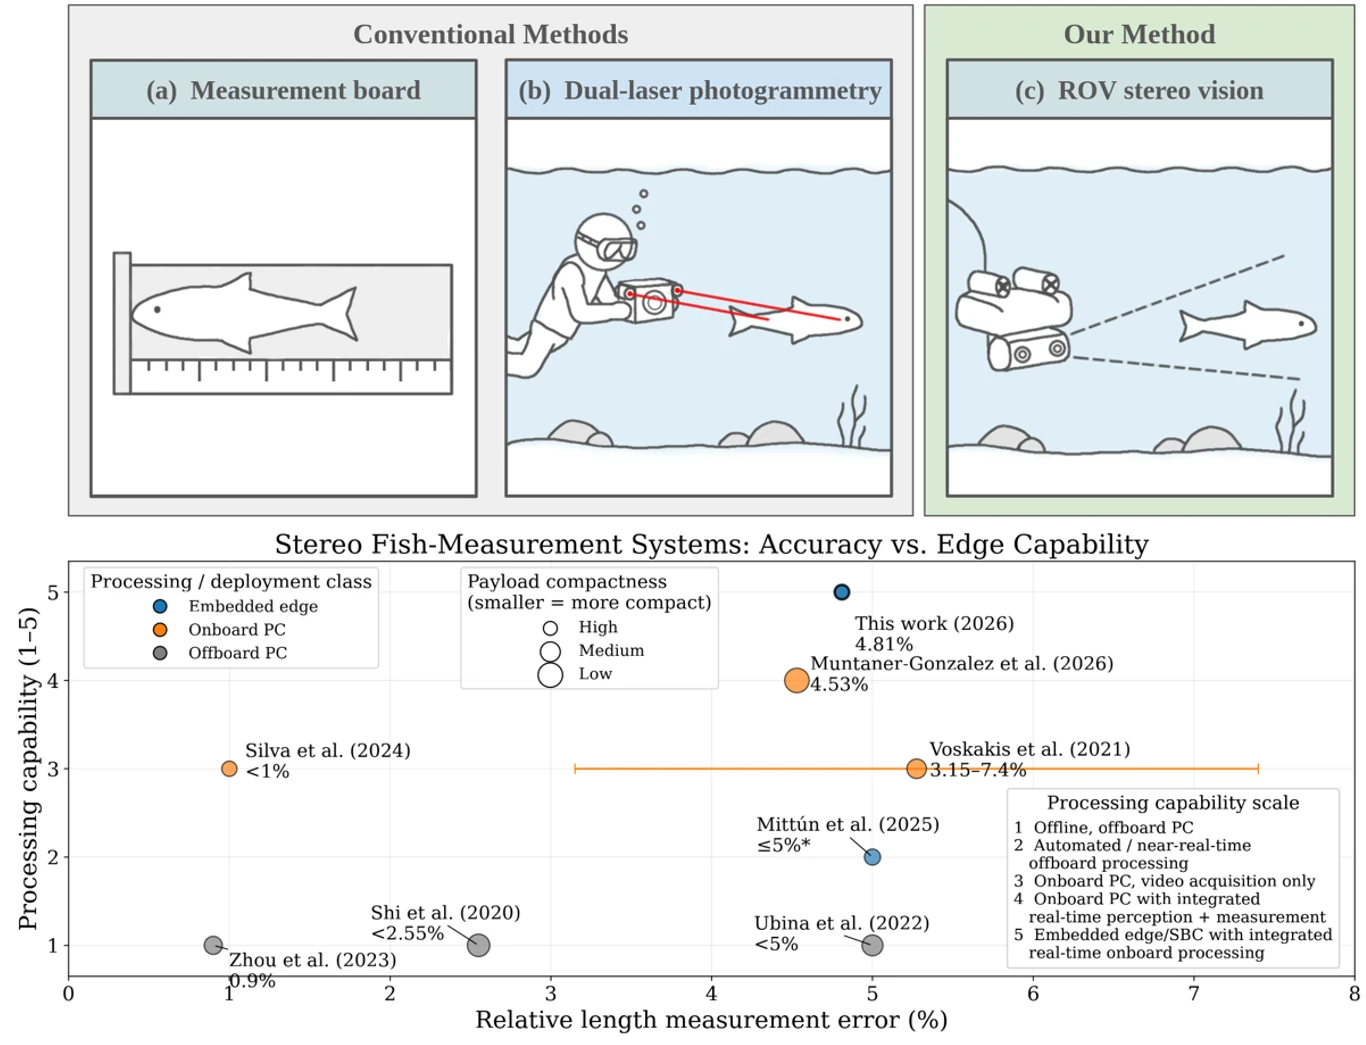 Conventional Methods
Our Method
(a) Measurement board
(b) Dual-laser photogrammetry
(c) ROV stereo vision
Stereo Fish-Measurement Systems: Accuracy vs. Edge Capability
Processing capability (1–5)
5
4
3
2
1
Processing / deployment class
Embedded edge
Onboard PC
Offboard PC
Payload compactness
(smaller = more compact)
High
Medium
Low
This work (2026)
4.81%
Muntaner-Gonzalez et al. (2026)
4.53%
Silva et al. (2024)
<1%
Voskakis et al. (2021)
3.15–7.4%
Mittún et al. (2025)
≤5%*
Shi et al. (2020)
<2.55%
Ubina et al. (2022)
<5%
Zhou et al. (2023)
0.9%
Processing capability scale
1 Offline, offboard PC
2 Automated / near-real-time
offboard processing
3 Onboard PC, video acquisition only
4 Onboard PC with integrated
real-time perception + measurement
5 Embedded edge/SBC with integrated
real-time onboard processing
0 1 2 3 4 5 6 7 8
Relative length measurement error (%)